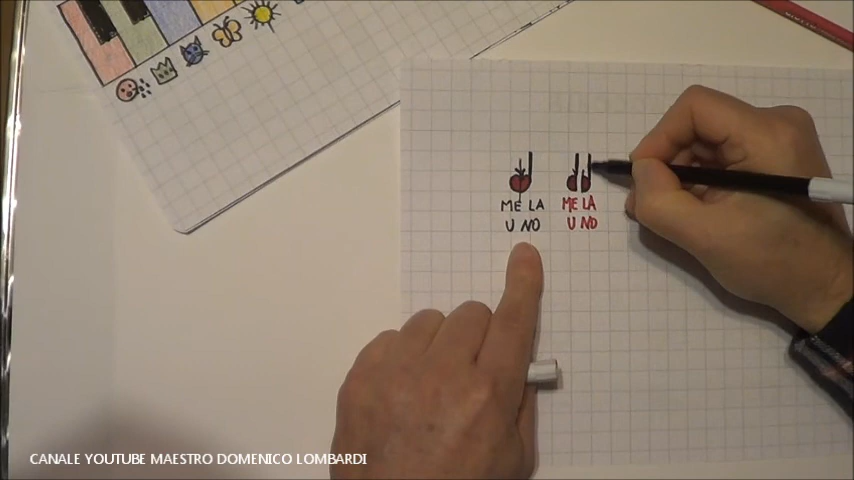 ME LA ME LA
U NO U NO
CANALE YOUTUBE MAESTRO DOMENICO LOMBARDI